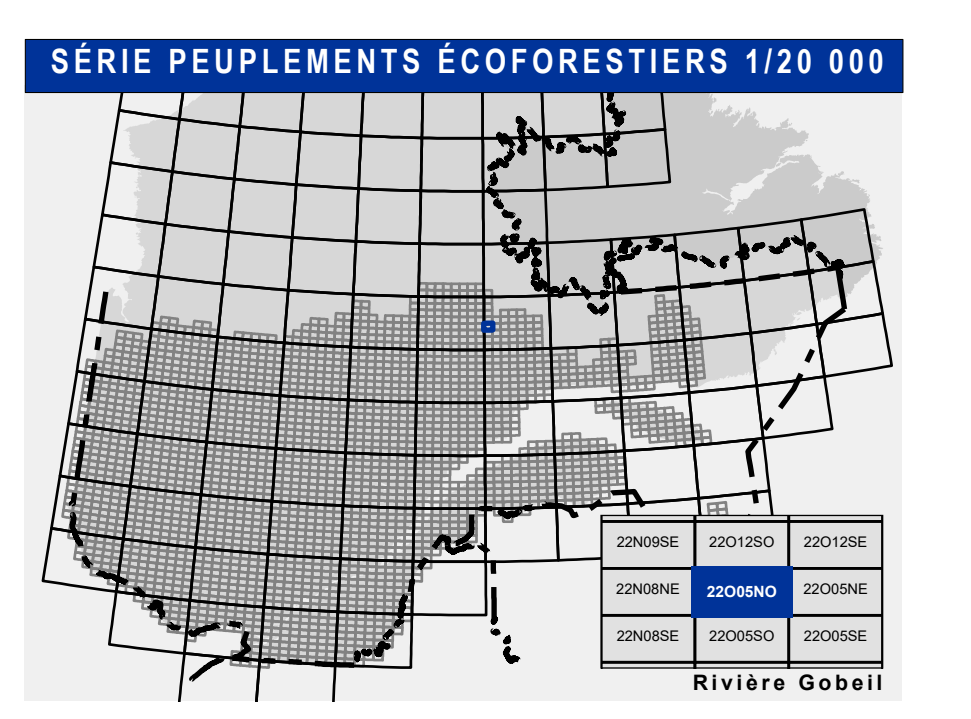 SÉRIE PEUPLEMENTS ÉCOFORESTIERS 1/20 000
22N09SE 22O12SO 22O12SE
22N08NE 22O05NO 22O05NE
22N08SE 22O05SO 22O05SE
Rivière Gobeil